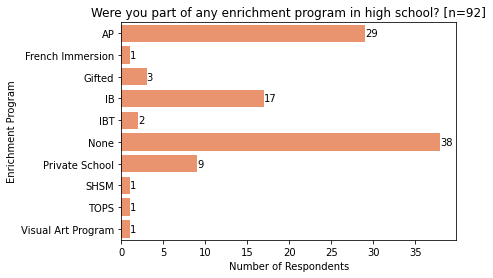 Were you part of any enrichment program in high school? [n=92]
Enrichment Program
AP 29
French Immersion 1
Gifted 3
IB 17
IBT 2
None 38
Private School 9
SHSM 1
TOPS 1
Visual Art Program 1
0 5 10 15 20 25 30 35
Number of Respondents